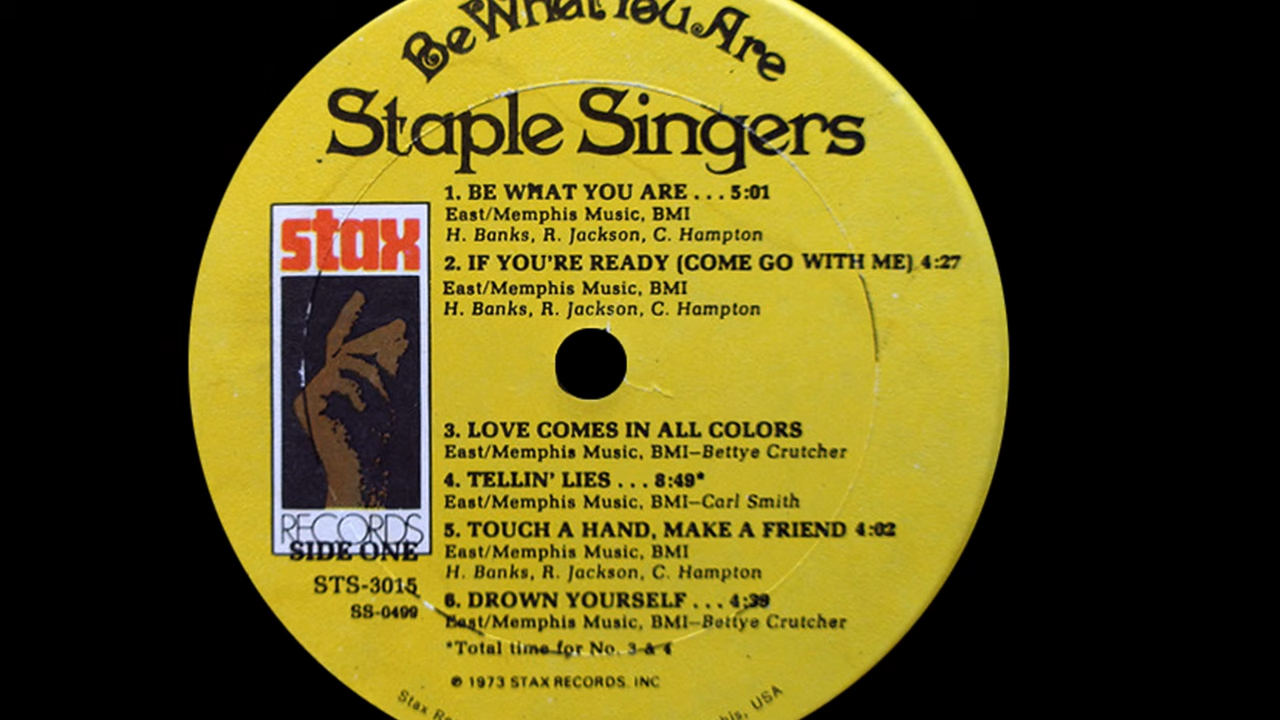 Be What You Are
Staple Singers
1. BE WHAT YOU ARE . . . 5:01
East/Memphis Music, BMI
H. Banks, R. Jackson, C. Hampton
2. IF YOU'RE READY (COME GO WITH ME) 4:27
East/Memphis Music, BMI
H. Banks, R. Jackson, C. Hampton
stax
RECORDS
SIDE ONE
STS-3015
SS-0499
3. LOVE COMES IN ALL COLORS
East/Memphis Music, BMI–Bettye Crutcher
4. TELLIN' LIES . . . 8:49*
East/Memphis Music, BMI–Carl Smith
5. TOUCH A HAND, MAKE A FRIEND 4:02
East/Memphis Music, BMI
H. Banks, R. Jackson, C. Hampton
6. DROWN YOURSELF . . . 4:39
East/Memphis Music, BMI–Bettye Crutcher
*Total time for No. 3 & 4
℗ 1973 STAX RECORDS, INC
Stax USA